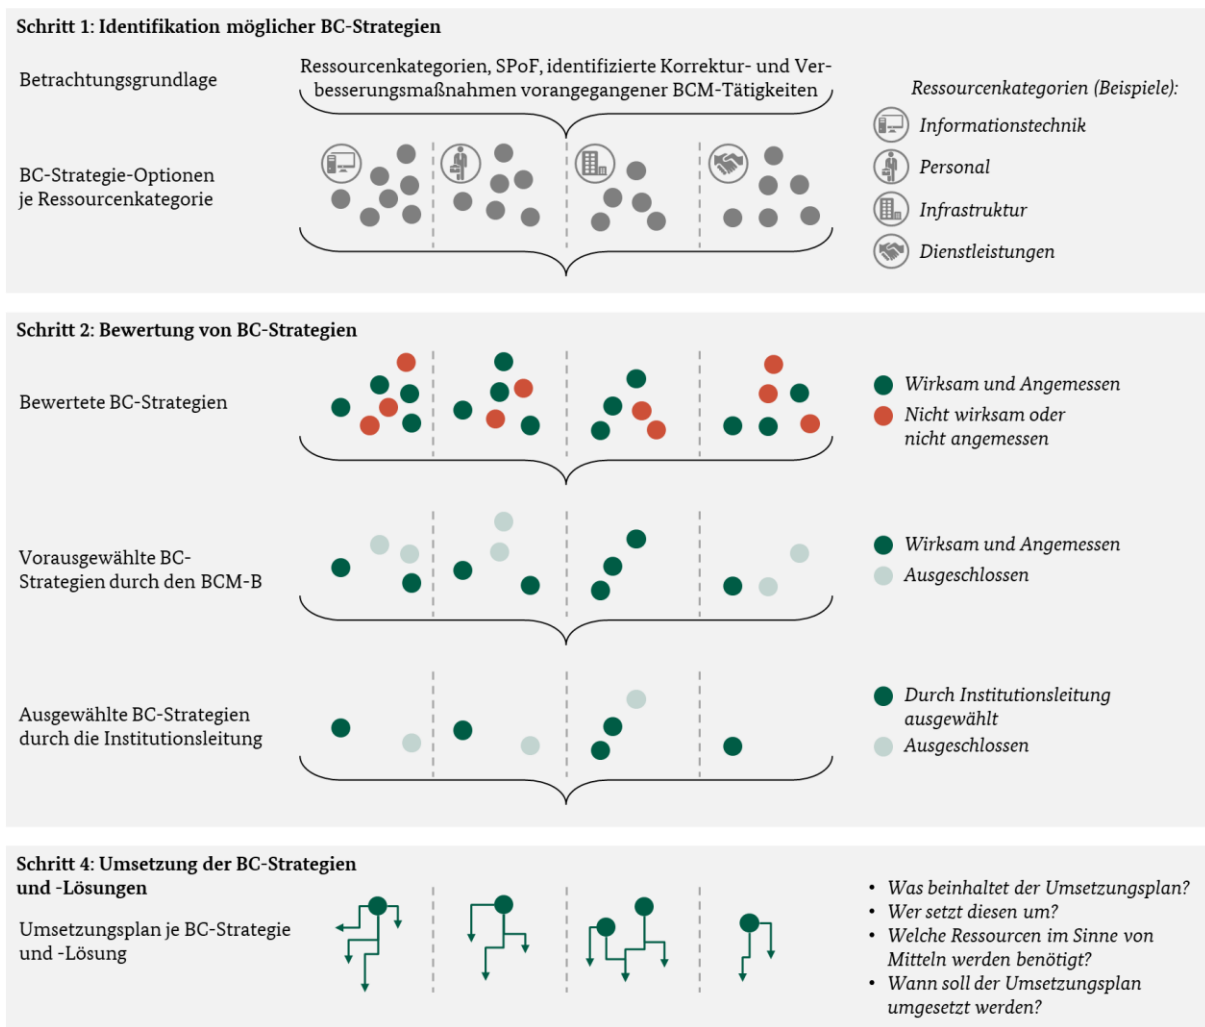 Schritt 1: Identifikation möglicher BC-Strategien
Betrachtungsgrundlage
Ressourcenkategorien, SPoF, identifizierte Korrektur- und Ver-
besserungsmaßnahmen vorangegangener BCM-Tätigkeiten
Ressourcenkategorien (Beispiele):
Informationstechnik
Personal
Infrastruktur
Dienstleistungen
BC-Strategie-Optionen
je Ressourcenkategorie
Schritt 2: Bewertung von BC-Strategien
Bewertete BC-Strategien
Wirksam und Angemessen
Nicht wirksam oder
nicht angemessen
Vorausgewählte BC-
Strategien durch den BCM-B
Wirksam und Angemessen
Ausgeschlossen
Ausgewählte BC-Strategien
durch die Institutionsleitung
Durch Institutionsleitung
ausgewählt
Ausgeschlossen
Schritt 4: Umsetzung der BC-Strategien
und -Lösungen
Umsetzungsplan je BC-Strategie
und -Lösung
• Was beinhaltet der Umsetzungsplan?
• Wer setzt diesen um?
• Welche Ressourcen im Sinne von
Mitteln werden benötigt?
• Wann soll der Umsetzungsplan
umgesetzt werden?